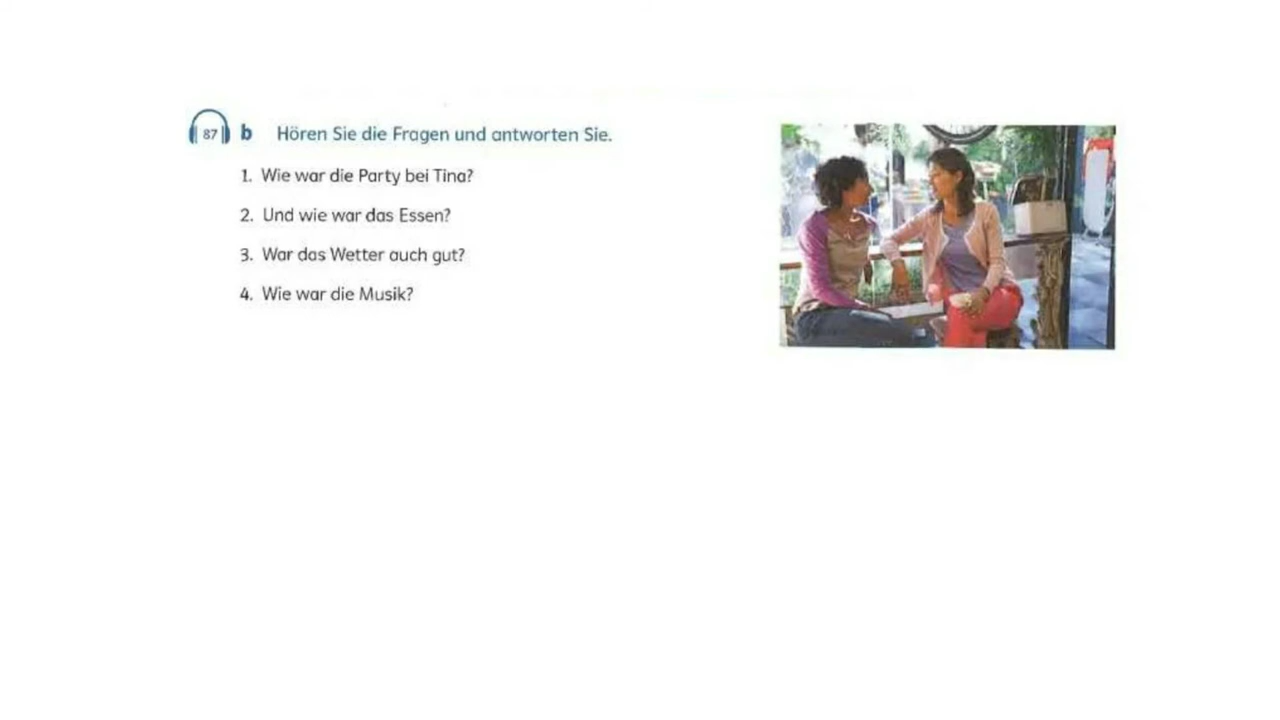 87 b Hören Sie die Fragen und antworten Sie.
1. Wie war die Party bei Tina?
2. Und wie war das Essen?
3. War das Wetter auch gut?
4. Wie war die Musik?